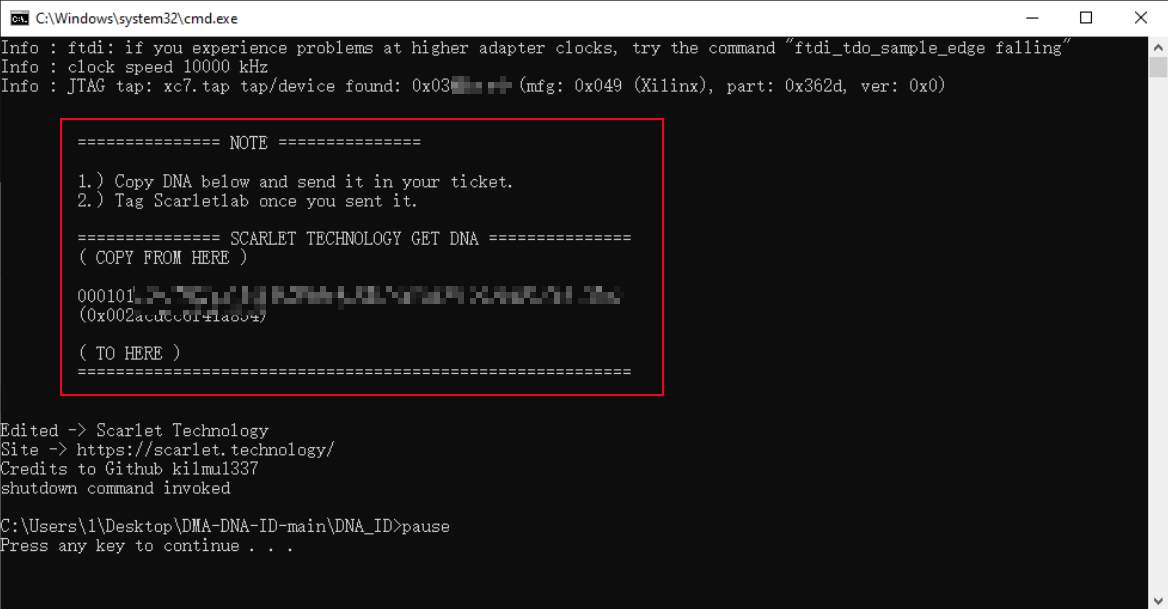 C:\Windows\system32\cmd.exe
Info : ftdi: if you experience problems at higher adapter clocks, try the command "ftdi_tdo_sample_edge falling"
Info : clock speed 10000 kHz
Info : JTAG tap: xc7.tap tap/device found: 0x03 (mfg: 0x049 (Xilinx), part: 0x362d, ver: 0x0)
=============== NOTE ===============
1.) Copy DNA below and send it in your ticket.
2.) Tag Scarletlab once you sent it.
=============== SCARLET TECHNOLOGY GET DNA ===============
( COPY FROM HERE )
000101
( TO HERE )
==========================================================
Edited -> Scarlet Technology
Site -> https://scarlet.technology/
Credits to Github kilmu1337
shutdown command invoked
C:\Users\1\Desktop\DMA-DNA-ID-main\DNA_ID>pause
Press any key to continue . . .